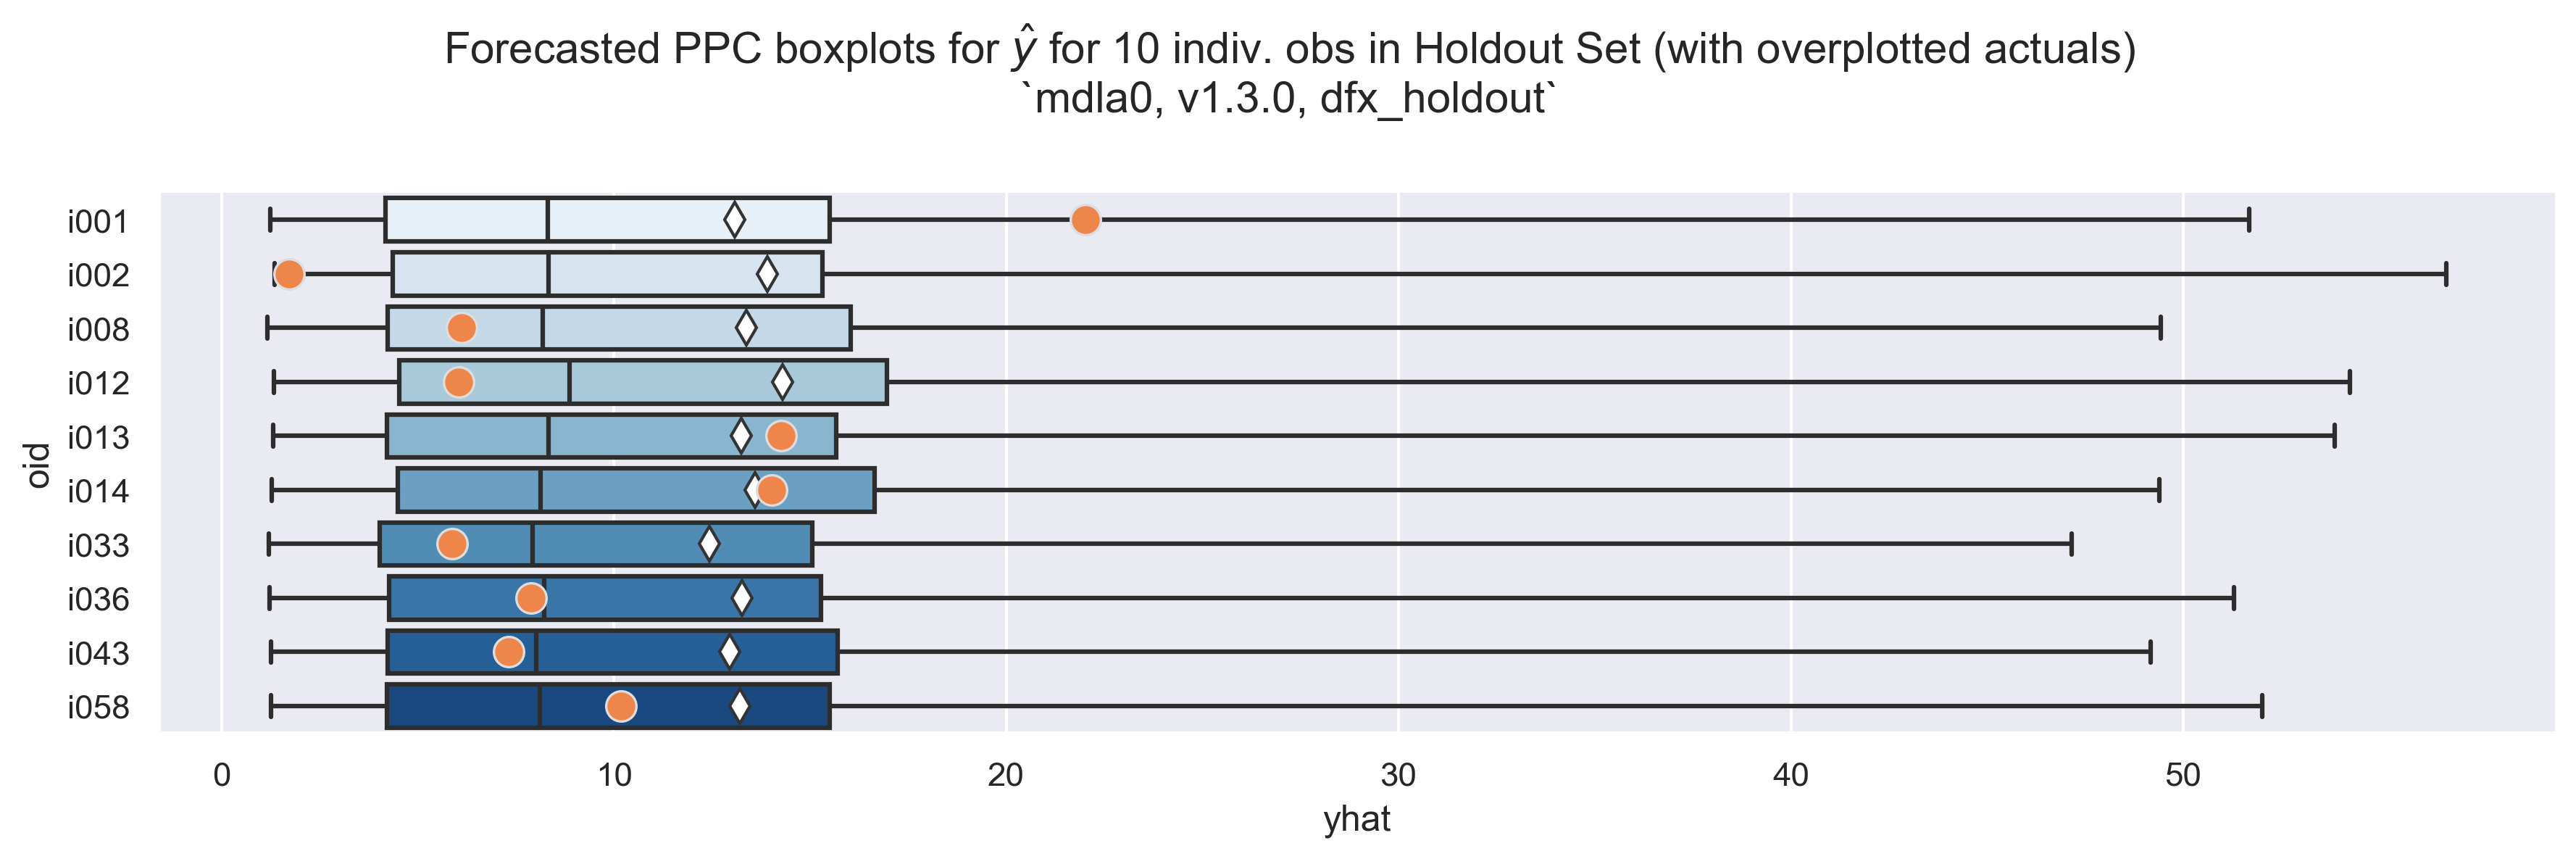 Forecasted PPC boxplots for ŷ for 10 indiv. obs in Holdout Set (with overplotted actuals)
`mdla0, v1.3.0, dfx_holdout`
oid
i001
i002
i008
i012
i013
i014
i033
i036
i043
i058
0 10 20 30 40 50
yhat